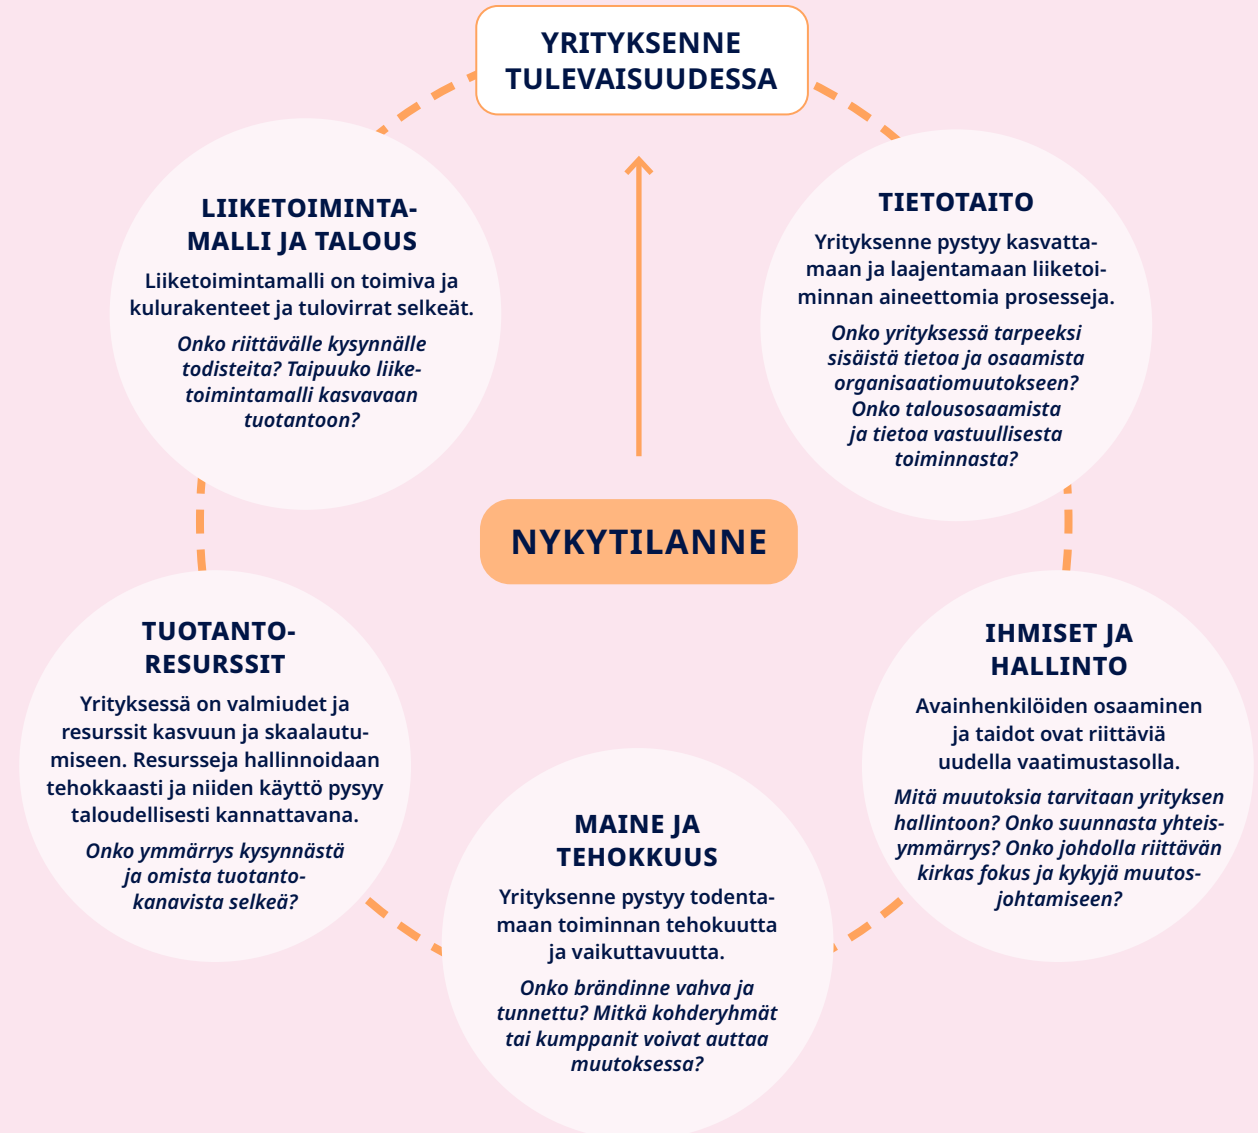 YRITYKSENNE
TULEVAISUUDESSA
LIIKETOIMINTA-
MALLI JA TALOUS
Liiketoimintamalli on toimiva ja
kulurakenteet ja tulovirrat selkeät.
Onko riittävälle kysynnälle
todisteita? Taipuuko liike-
toimintamalli kasvavaan
tuotantoon?
TIETOTAITO
Yrityksenne pystyy kasvatta-
maan ja laajentamaan liiketoi-
minnan aineettomia prosesseja.
Onko yrityksessä tarpeeksi
sisäistä tietoa ja osaamista
organisaatiomuutokseen?
Onko talousosaamista
ja tietoa vastuullisesta
toiminnasta?
NYKYTILANNE
TUOTANTO-
RESURSSIT
Yrityksessä on valmiudet ja
resurssit kasvuun ja skaalautu-
miseen. Resursseja hallinnoidaan
tehokkaasti ja niiden käyttö pysyy
taloudellisesti kannattavana.
Onko ymmärrys kysynnästä
ja omista tuotanto-
kanavista selkeä?
IHMISET JA
HALLINTO
Avainhenkilöiden osaaminen
ja taidot ovat riittäviä
uudella vaatimustasolla.
Mitä muutoksia tarvitaan yrityksen
hallintoon? Onko suunnasta yhteis-
ymmärrys? Onko johdolla riittävän
kirkas fokus ja kykyjä muutos-
johtamiseen?
MAINE JA
TEHOKKUUS
Yrityksenne pystyy todenta-
maan toiminnan tehokuutta
ja vaikuttavuutta.
Onko brändinne vahva ja
tunnettu? Mitkä kohderyhmät
tai kumppanit voivat auttaa
muutoksessa?